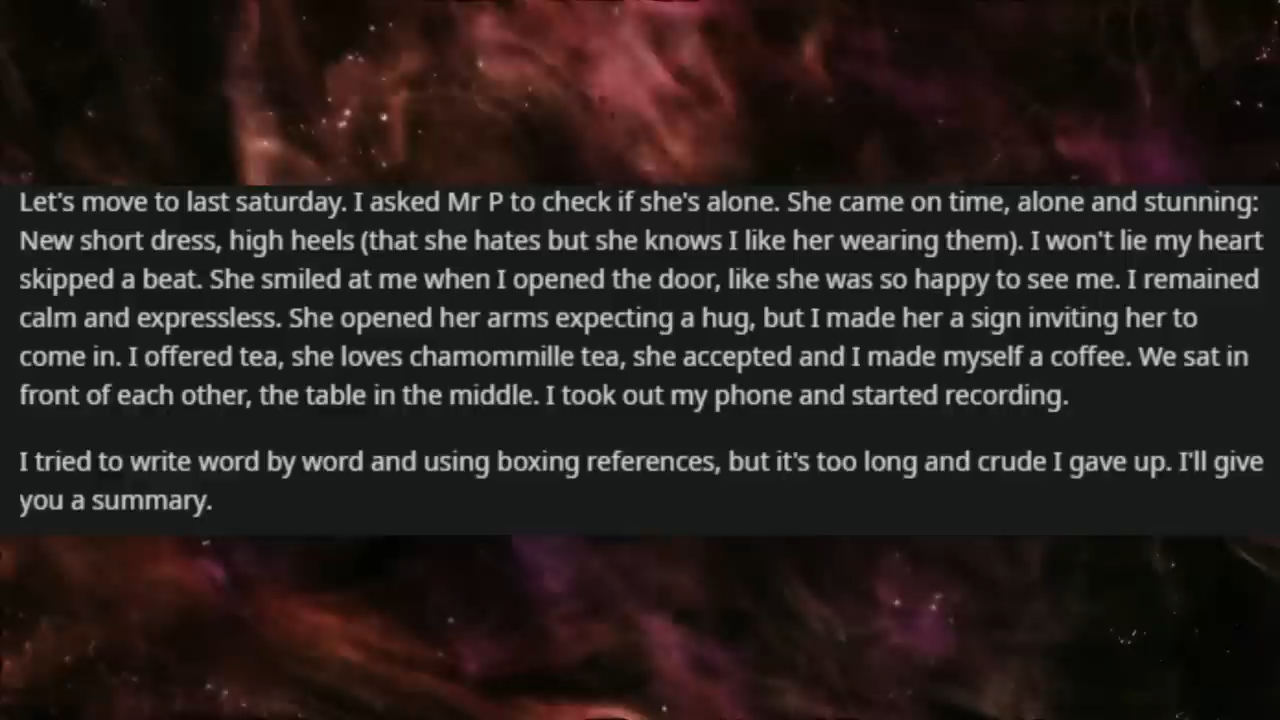 Let's move to last saturday. I asked Mr P to check if she's alone. She came on time, alone and stunning:
New short dress, high heels (that she hates but she knows I like her wearing them). I won't lie my heart
skipped a beat. She smiled at me when I opened the door, like she was so happy to see me. I remained
calm and expressless. She opened her arms expecting a hug, but I made her a sign inviting her to
come in. I offered tea, she loves chamommille tea, she accepted and I made myself a coffee. We sat in
front of each other, the table in the middle. I took out my phone and started recording.
I tried to write word by word and using boxing references, but it's too long and crude I gave up. I'll give
you a summary.